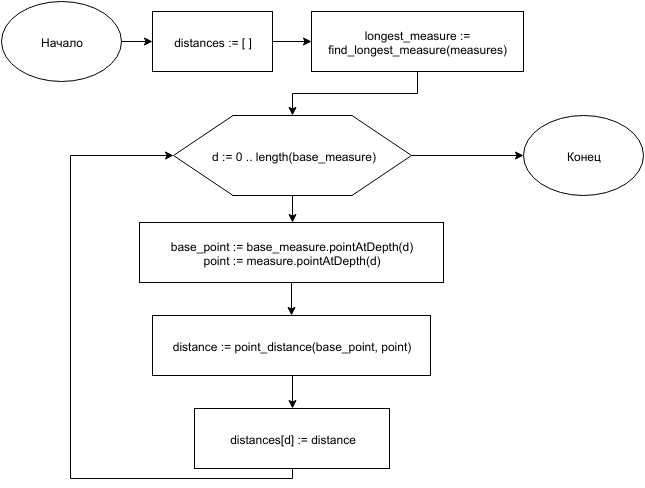 Начало
distances := [ ]
longest_measure :=
find_longest_measure(measures)
d := 0 .. length(base_measure)
Конец
base_point := base_measure.pointAtDepth(d)
point := measure.pointAtDepth(d)
distance := point_distance(base_point, point)
distances[d] := distance